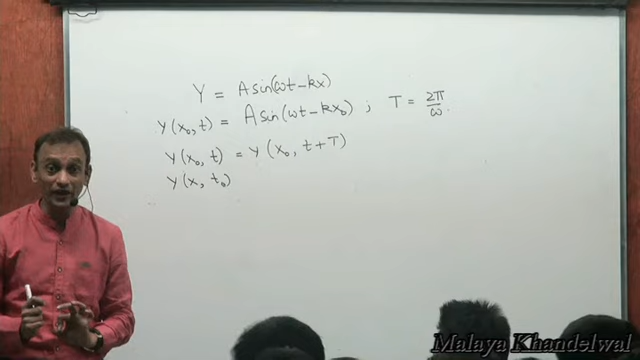 Y = A sin(ωt - kx)
Y(x₀, t) = A sin(ωt - kx₀) ; T = 2π/ω.
Y(x₀, t) = Y(x₀, t + T)
Y(x, t₀)
Malaya Khandelwal